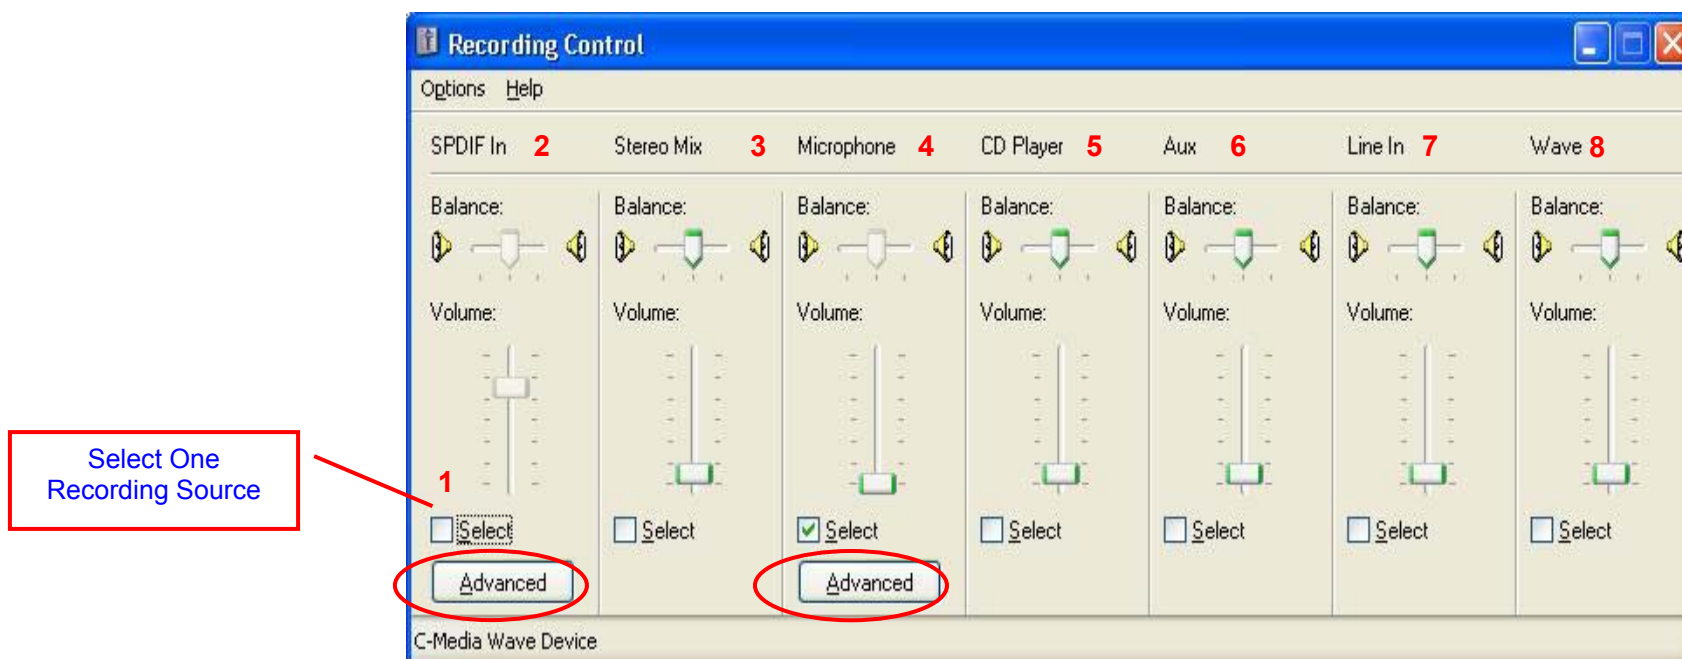 Recording Control
Options Help
SPDIF In 2 Stereo Mix 3 Microphone 4 CD Player 5 Aux 6 Line In 7 Wave 8
Balance: Balance: Balance: Balance: Balance: Balance: Balance:
Volume: Volume: Volume: Volume: Volume: Volume: Volume:
Select One
Recording Source
1
Select Select Select Select Select Select Select
Advanced Advanced
C-Media Wave Device